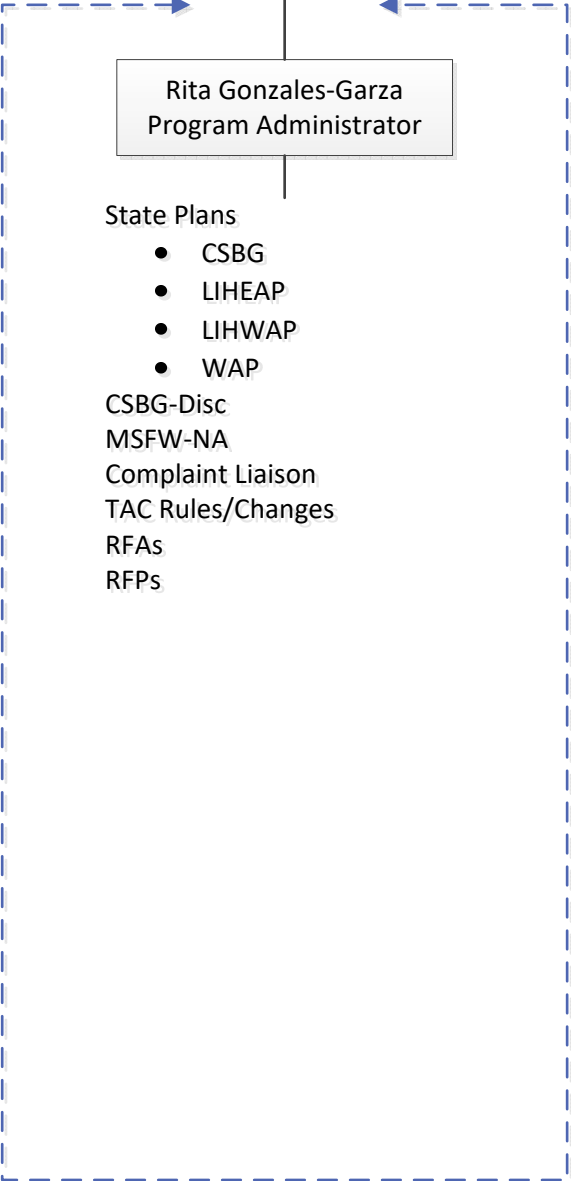 Rita Gonzales-Garza
Program Administrator
State Plans
• CSBG
• LIHEAP
• LIHWAP
• WAP
CSBG-Disc
MSFW-NA
Complaint Liaison
TAC Rules/Changes
RFAs
RFPs